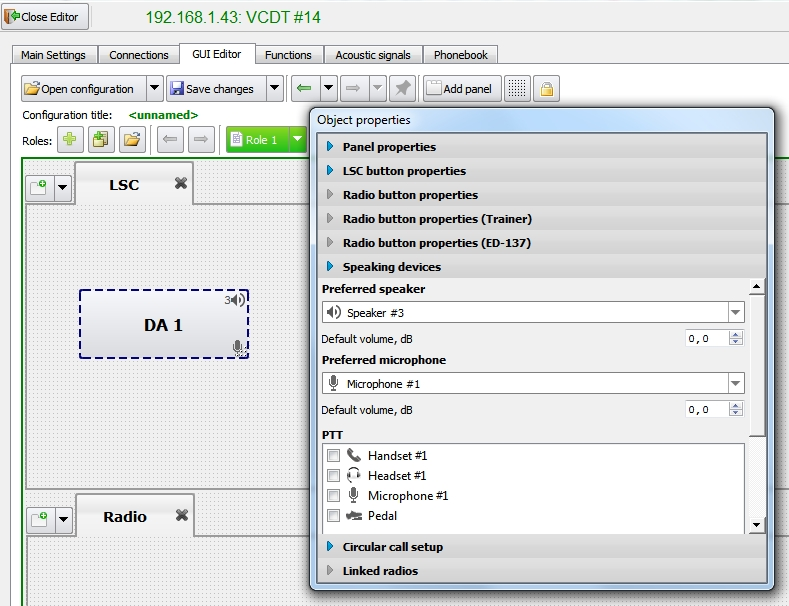 Close Editor
192.168.1.43: VCDT #14
Main Settings
Connections
GUI Editor
Functions
Acoustic signals
Phonebook
Open configuration
Save changes
Add panel
Configuration title: <unnamed>
Roles:
Role 1
Object properties
Panel properties
LSC button properties
Radio button properties
Radio button properties (Trainer)
Radio button properties (ED-137)
Speaking devices
Preferred speaker
Speaker #3
Default volume, dB
0,0
Preferred microphone
Microphone #1
Default volume, dB
0,0
PTT
Handset #1
Headset #1
Microphone #1
Pedal
Circular call setup
Linked radios
LSC
3
DA 1
Radio